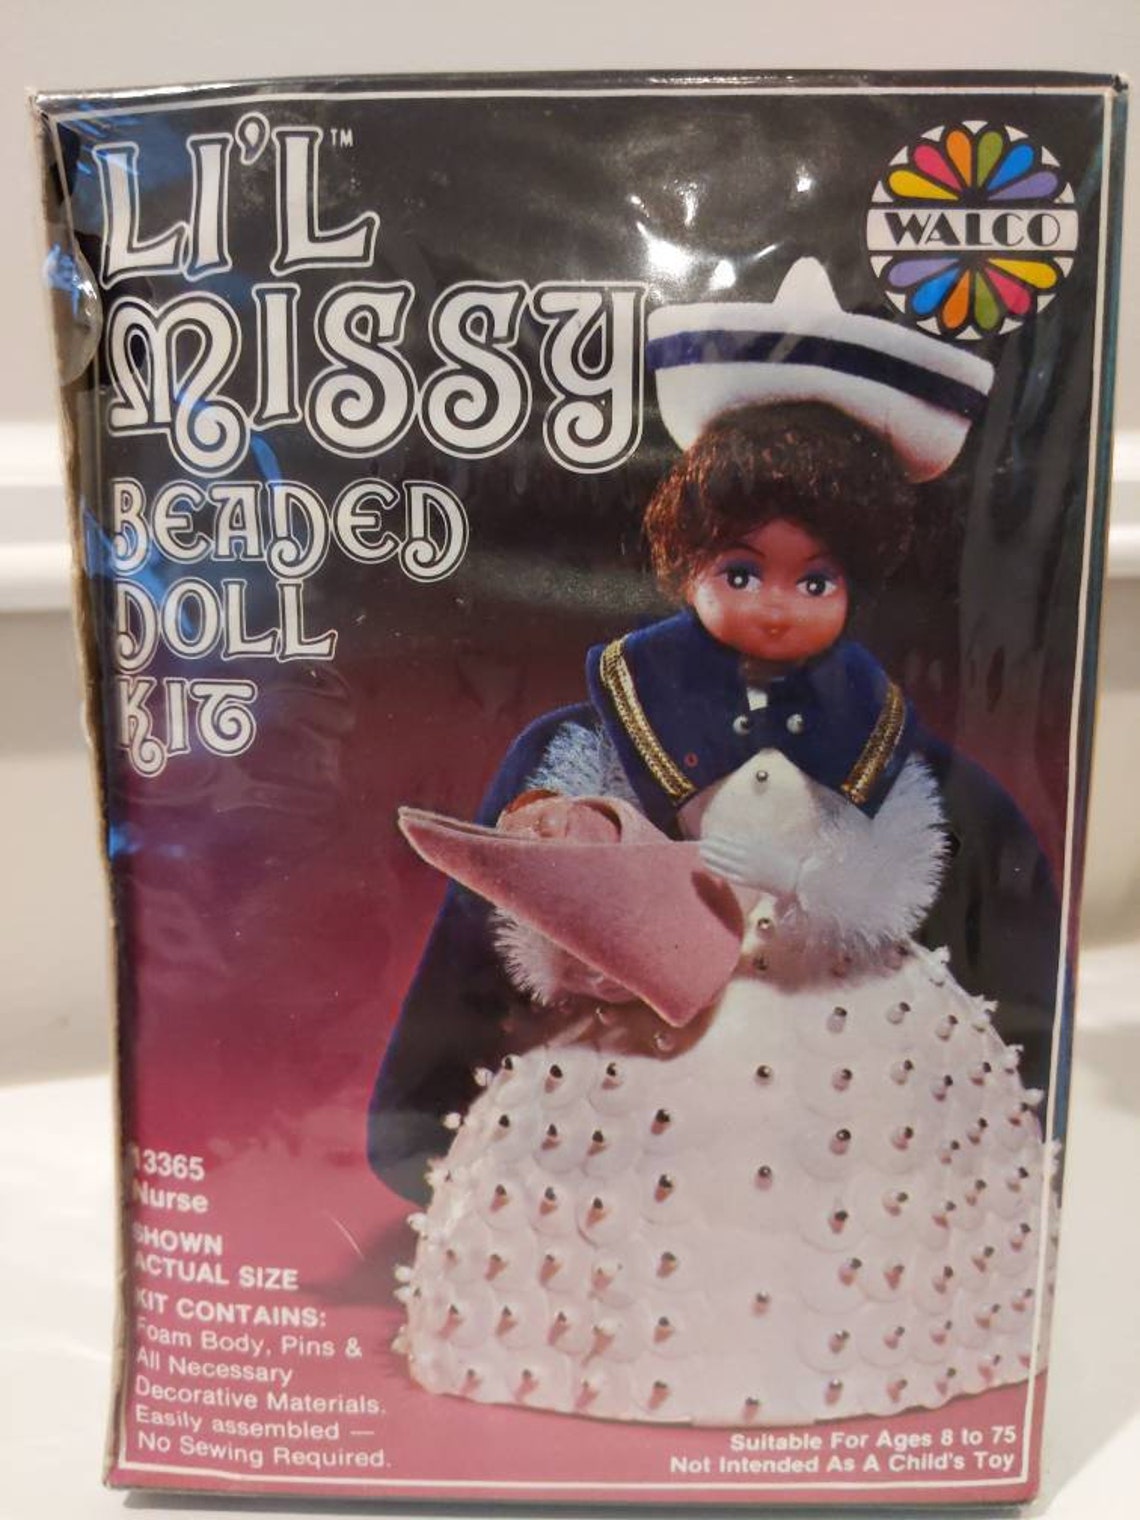 LI'L™
MISSY
BEADED
DOLL
KIT
WALCO
13365
Nurse
SHOWN
ACTUAL SIZE
KIT CONTAINS:
Foam Body, Pins &
All Necessary
Decorative Materials.
Easily assembled —
No Sewing Required.
Suitable For Ages 8 to 75
Not Intended As A Child's Toy